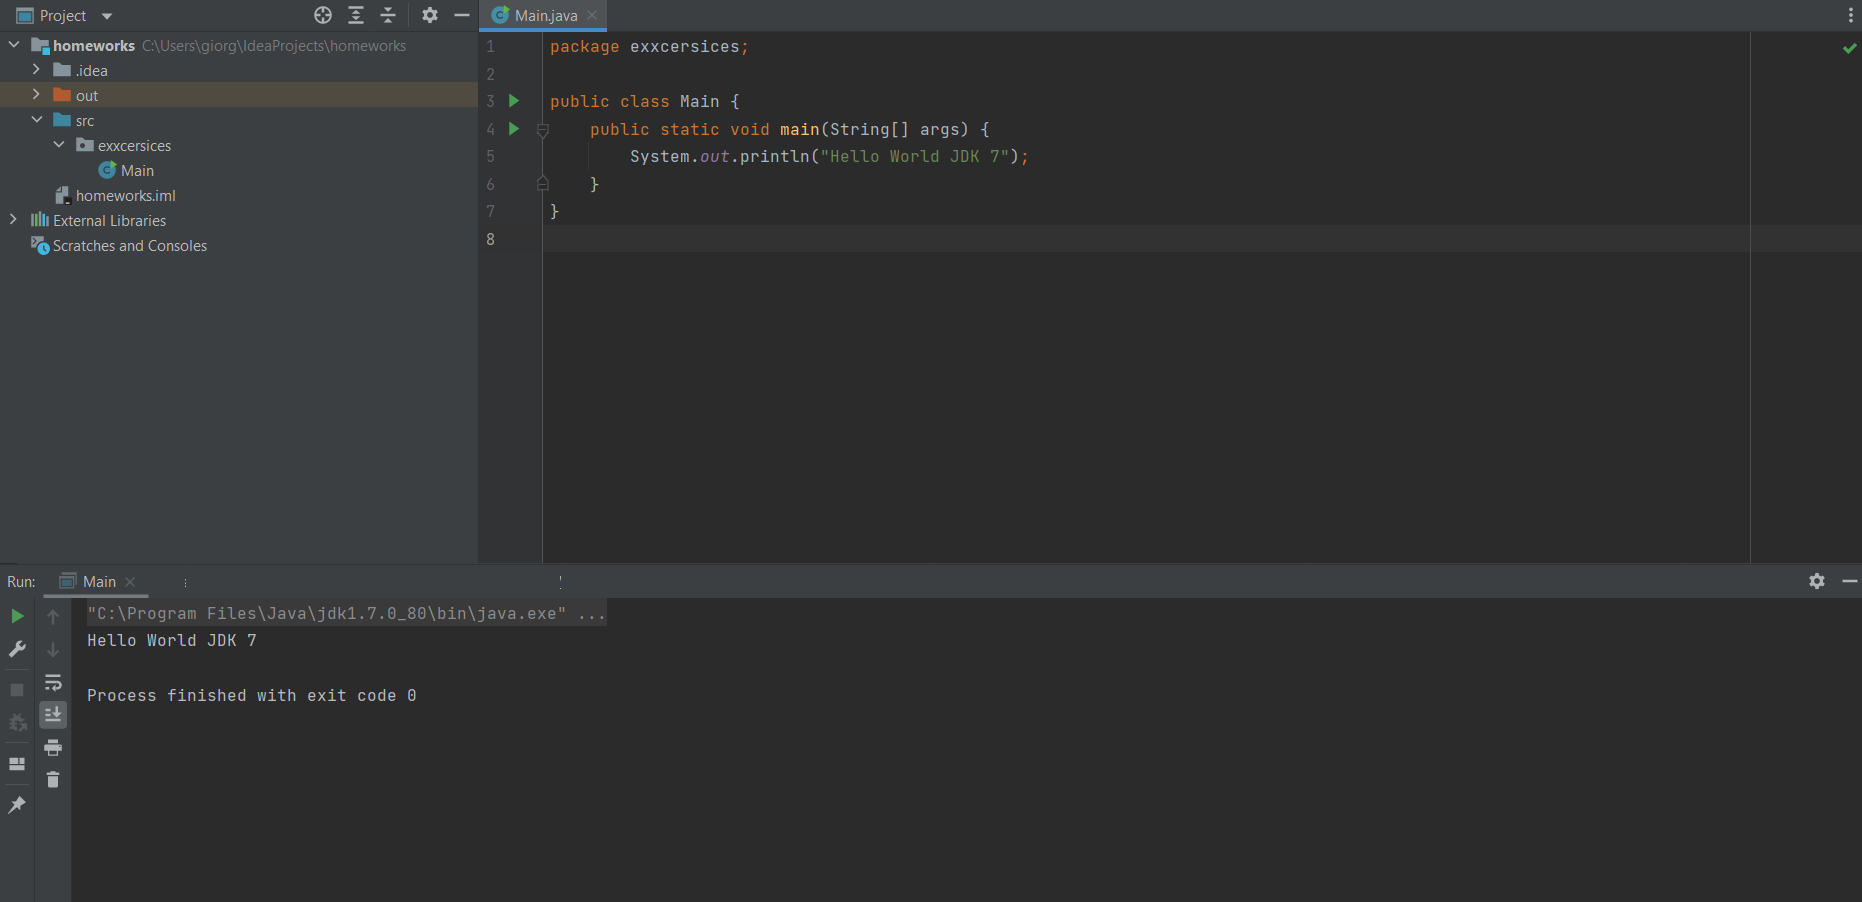 Project
homeworks C:\Users\giorg\IdeaProjects\homeworks
.idea
out
src
exxcersices
Main
homeworks.iml
External Libraries
Scratches and Consoles
Main.java
1 package exxcersices;
2
3 public class Main {
4 public static void main(String[] args) {
5 System.out.println("Hello World JDK 7");
6 }
7 }
8
Run: Main
"C:\Program Files\Java\jdk1.7.0_80\bin\java.exe" ...
Hello World JDK 7
Process finished with exit code 0